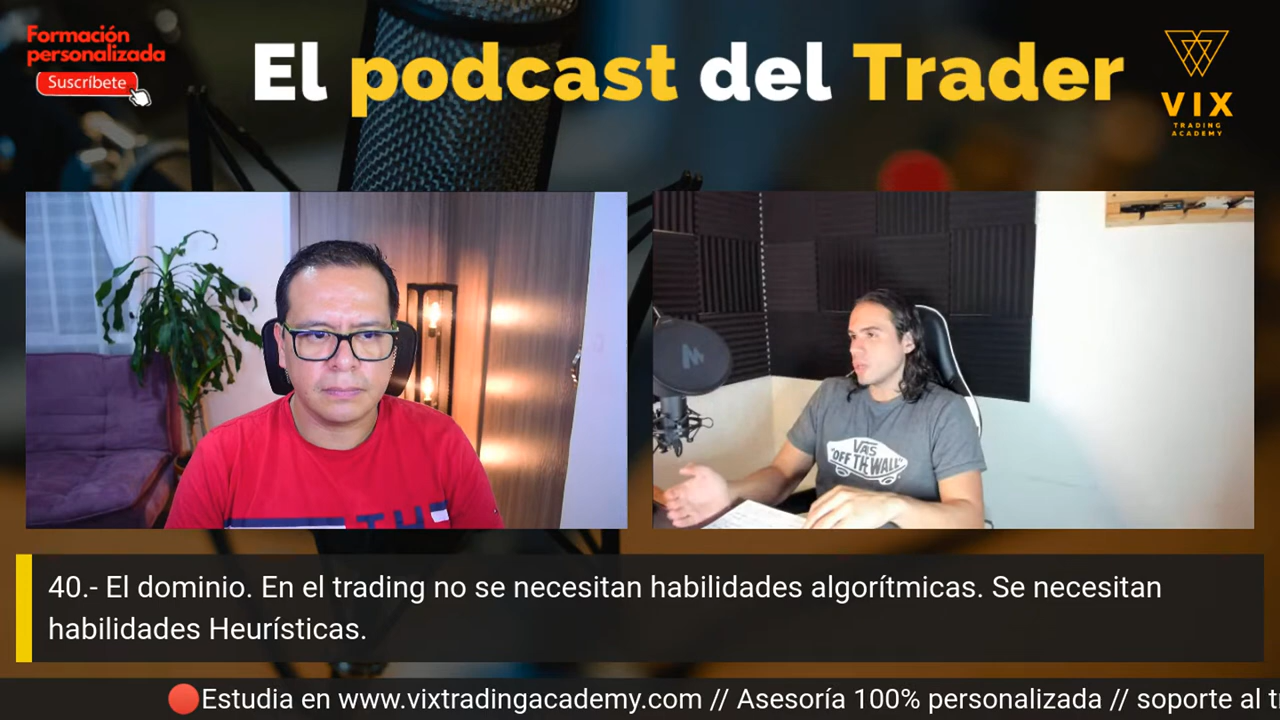 Formación
personalizada
Suscríbete
El podcast del Trader
VIX
TRADING
ACADEMY
VANS
"OFF THE WALL"
TH
40.- El dominio. En el trading no se necesitan habilidades algorítmicas. Se necesitan
habilidades Heurísticas.
Estudia en www.vixtradingacademy.com // Asesoría 100% personalizada // soporte al t